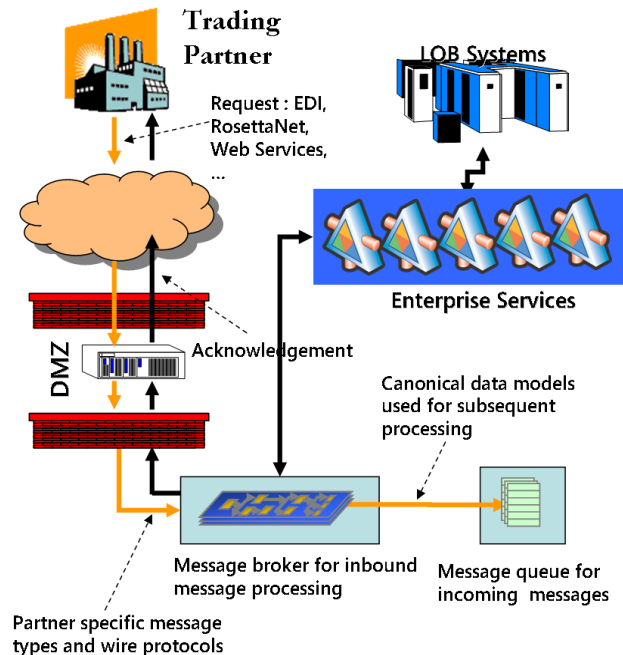 Trading
Partner
LOB Systems
Request : EDI,
RosettaNet,
Web Services,
...
Enterprise Services
DMZ
Acknowledgement
Canonical data models
used for subsequent
processing
Message broker for inbound
message processing
Message queue for
incoming messages
Partner specific message
types and wire protocols